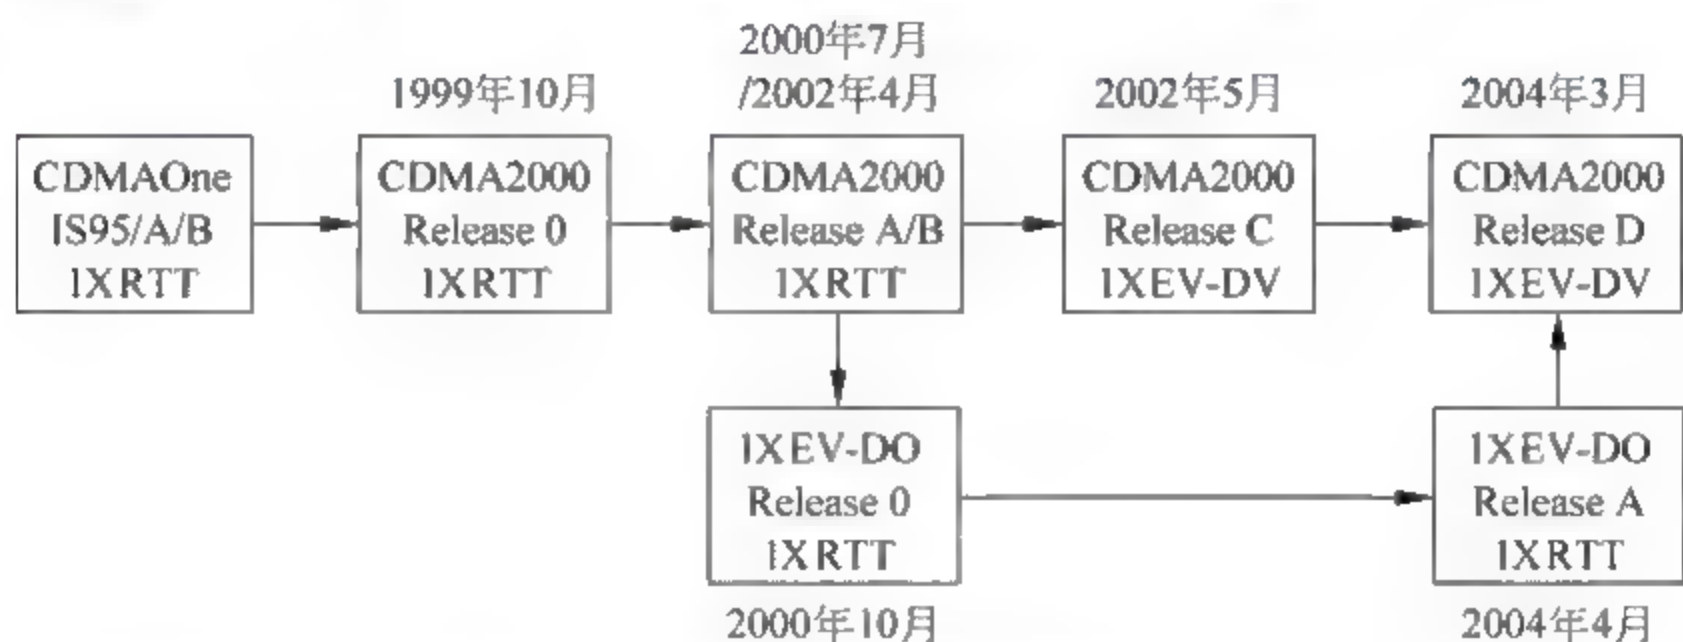 2000年7月
/2002年4月
1999年10月
2002年5月
2004年3月
CDMAOne
IS95/A/B
1XRTT
CDMA2000
Release 0
1XRTT
CDMA2000
Release A/B
1XRTT
CDMA2000
Release C
1XEV-DV
CDMA2000
Release D
1XEV-DV
1XEV-DO
Release 0
1XRTT
2000年10月
1XEV-DO
Release A
1XRTT
2004年4月